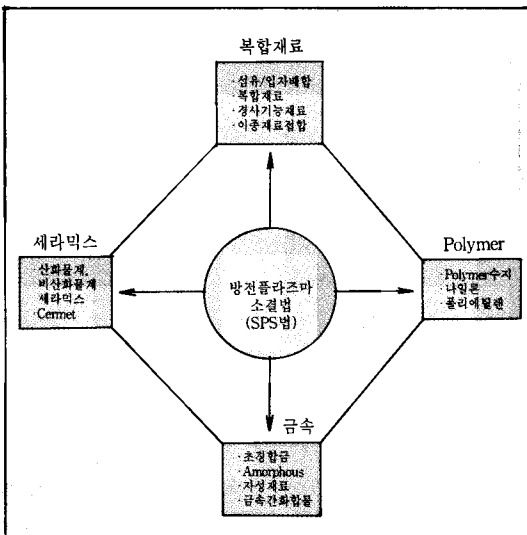 복합재료
· 섬유/입자배합
· 복합재료
· 경사기능재료
· 이종재료접합
세라믹스
· 산화물계,
· 비산화물계
· 세라믹스
· Cermet
방전플라즈마
소결법
(SPS법)
Polymer
· Polymer수지
· 나일론
· 폴리에틸렌
금속
· 초경합금
· Amorphous
· 자성재료
· 금속간화합물